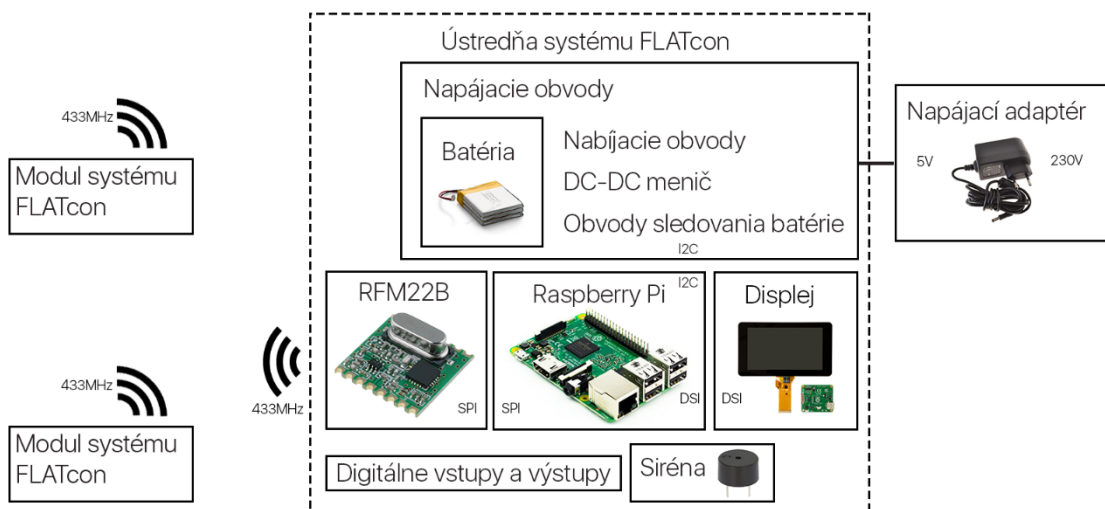 Ústredňa systému FLATcon
Napájacie obvody
Batéria
Nabíjacie obvody
DC-DC menič
Obvody sledovania batérie
I2C
Napájací adaptér
5V
230V
433MHz
Modul systému
FLATcon
433MHz
Modul systému
FLATcon
433MHz
RFM22B
SPI
I2C
Raspberry Pi
SPI
DSI
Displej
DSI
Digitálne vstupy a výstupy
Siréna